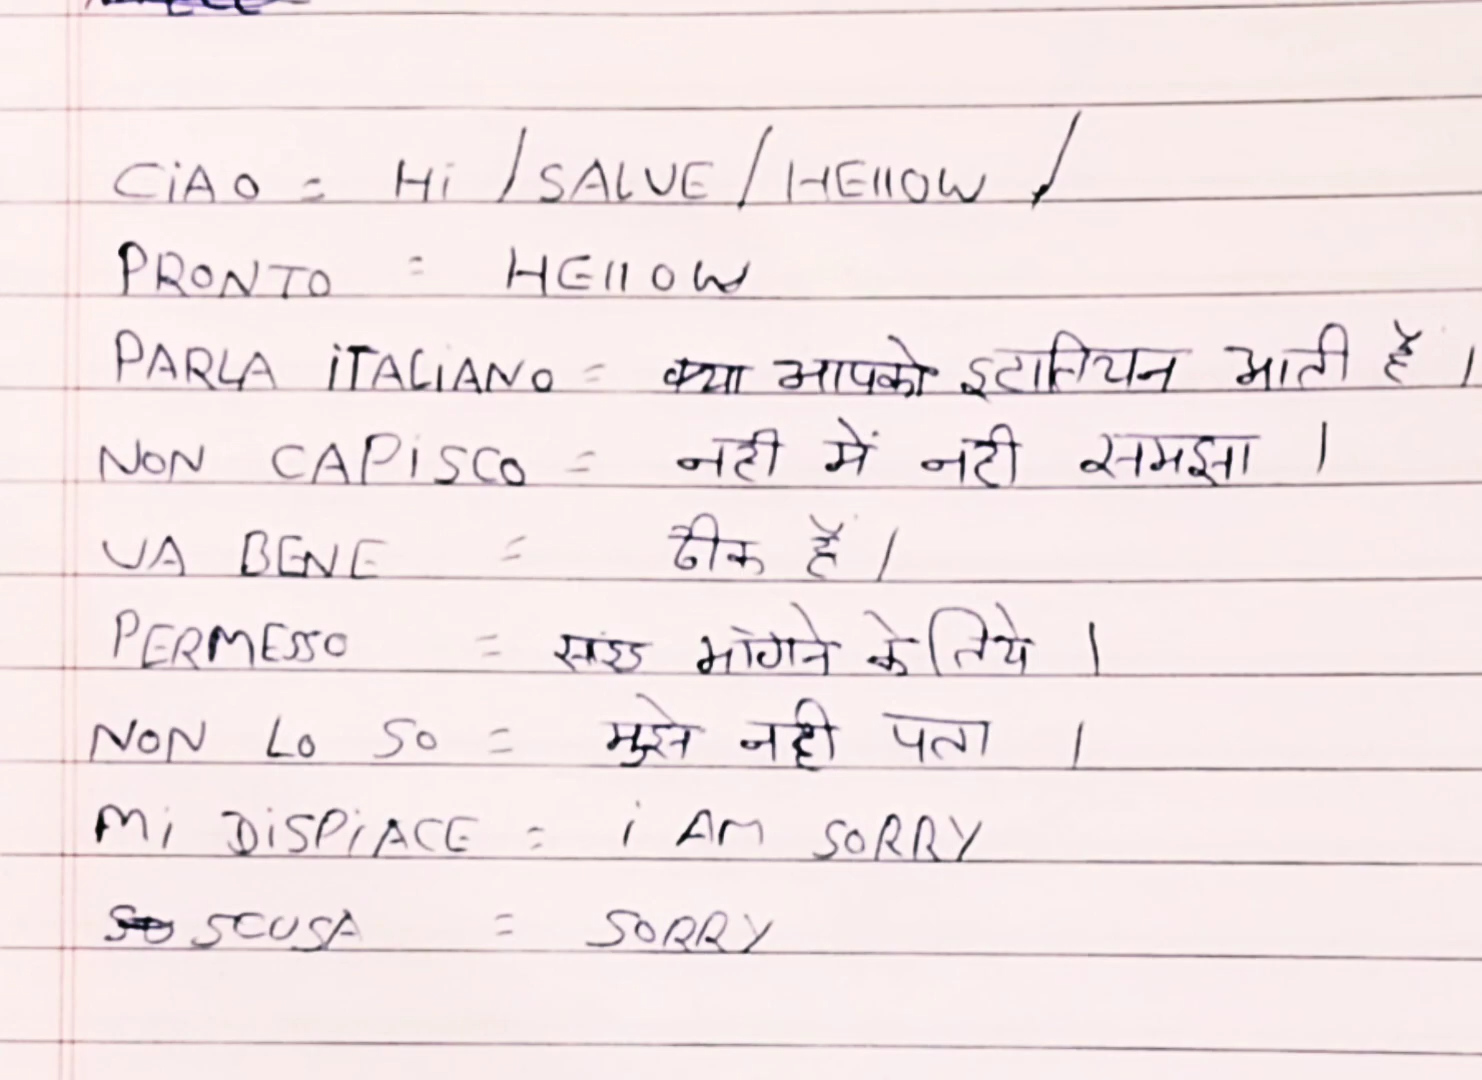 CiAO = Hi / SALVE / HEllOW /
PRONTO = HEllOW
PARLA iTALiANO = क्या आपको इटालियन आती है ।
NON CAPiSCO = नही में नही समझा ।
VA BENE = ठीक है ।
PERMESSO = मांगने के लिये ।
NON LO SO = मुझे नही पता ।
Mi DiSPiACE = i AM SORRY
SCUSA = SORRY